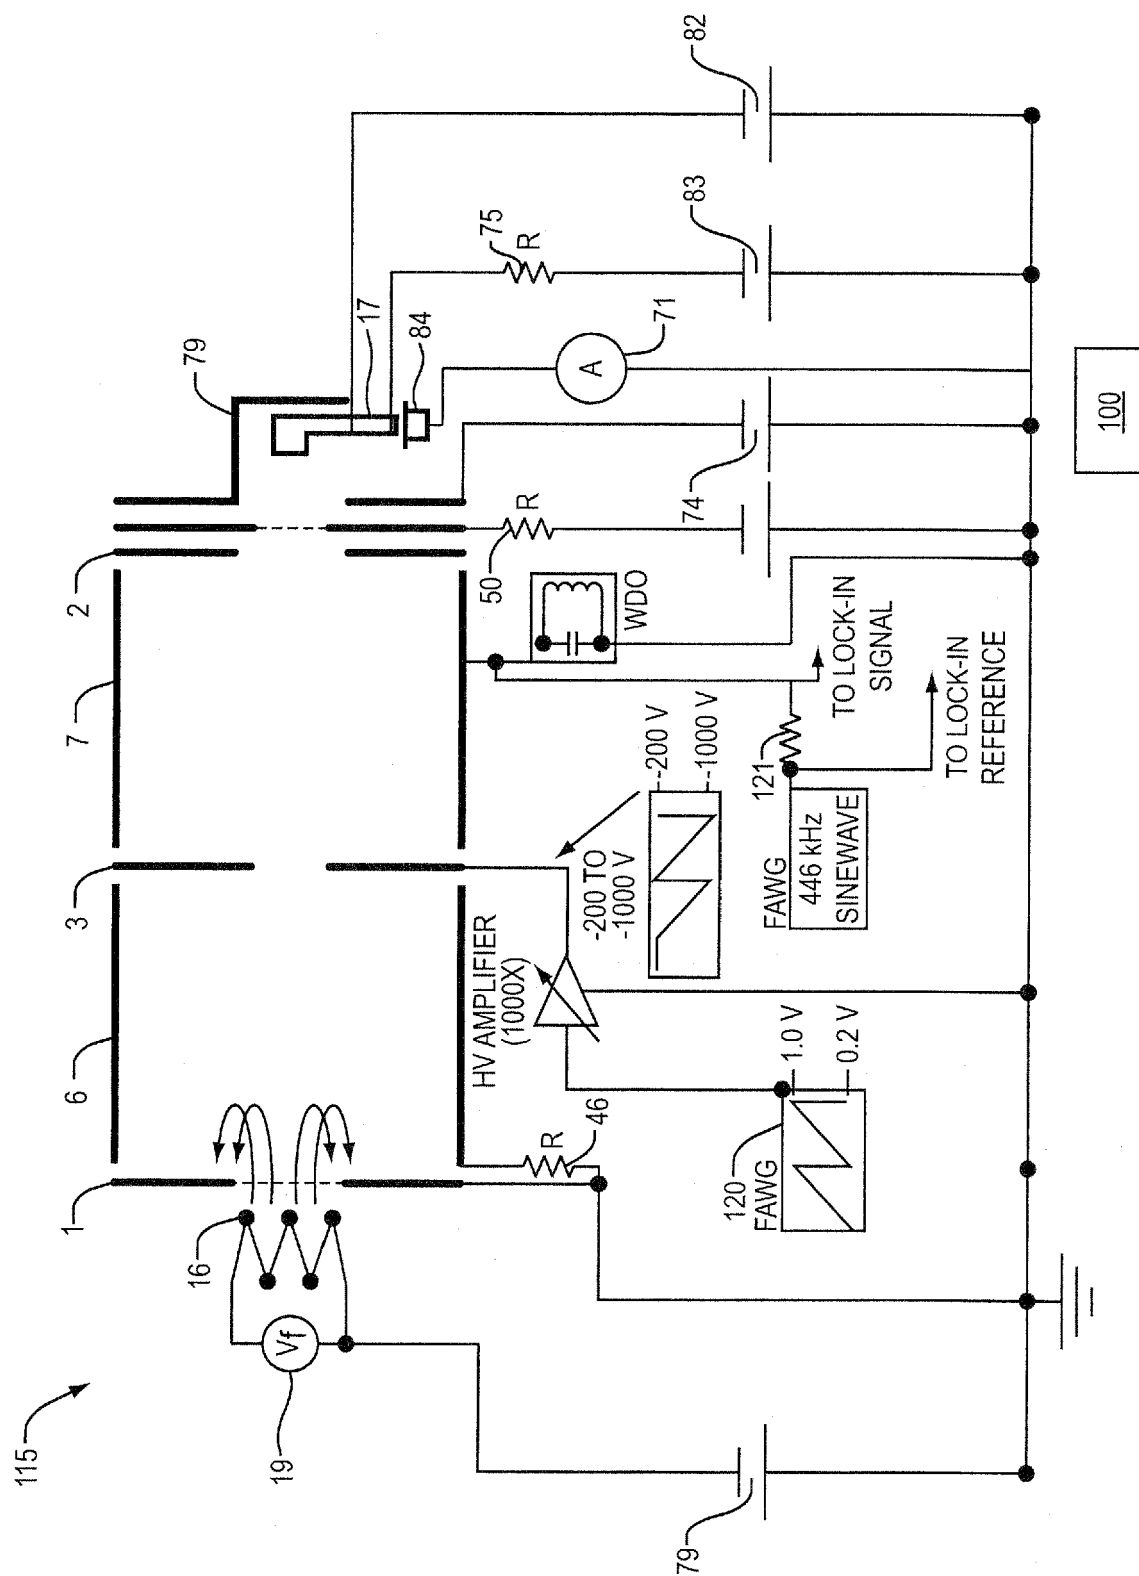 115
19
Vf
16
1
6
3
7
2
79
17
84
75
R
82
83
A
71
74
50
R
WDO
TO LOCK-IN
SIGNAL
TO LOCK-IN
REFERENCE
121
FAWG
446 kHz
SINEWAVE
-200 V
-1000 V
-200 TO
-1000 V
HV AMPLIFIER
(1000X)
R
46
120
FAWG
1.0 V
0.2 V
79
100